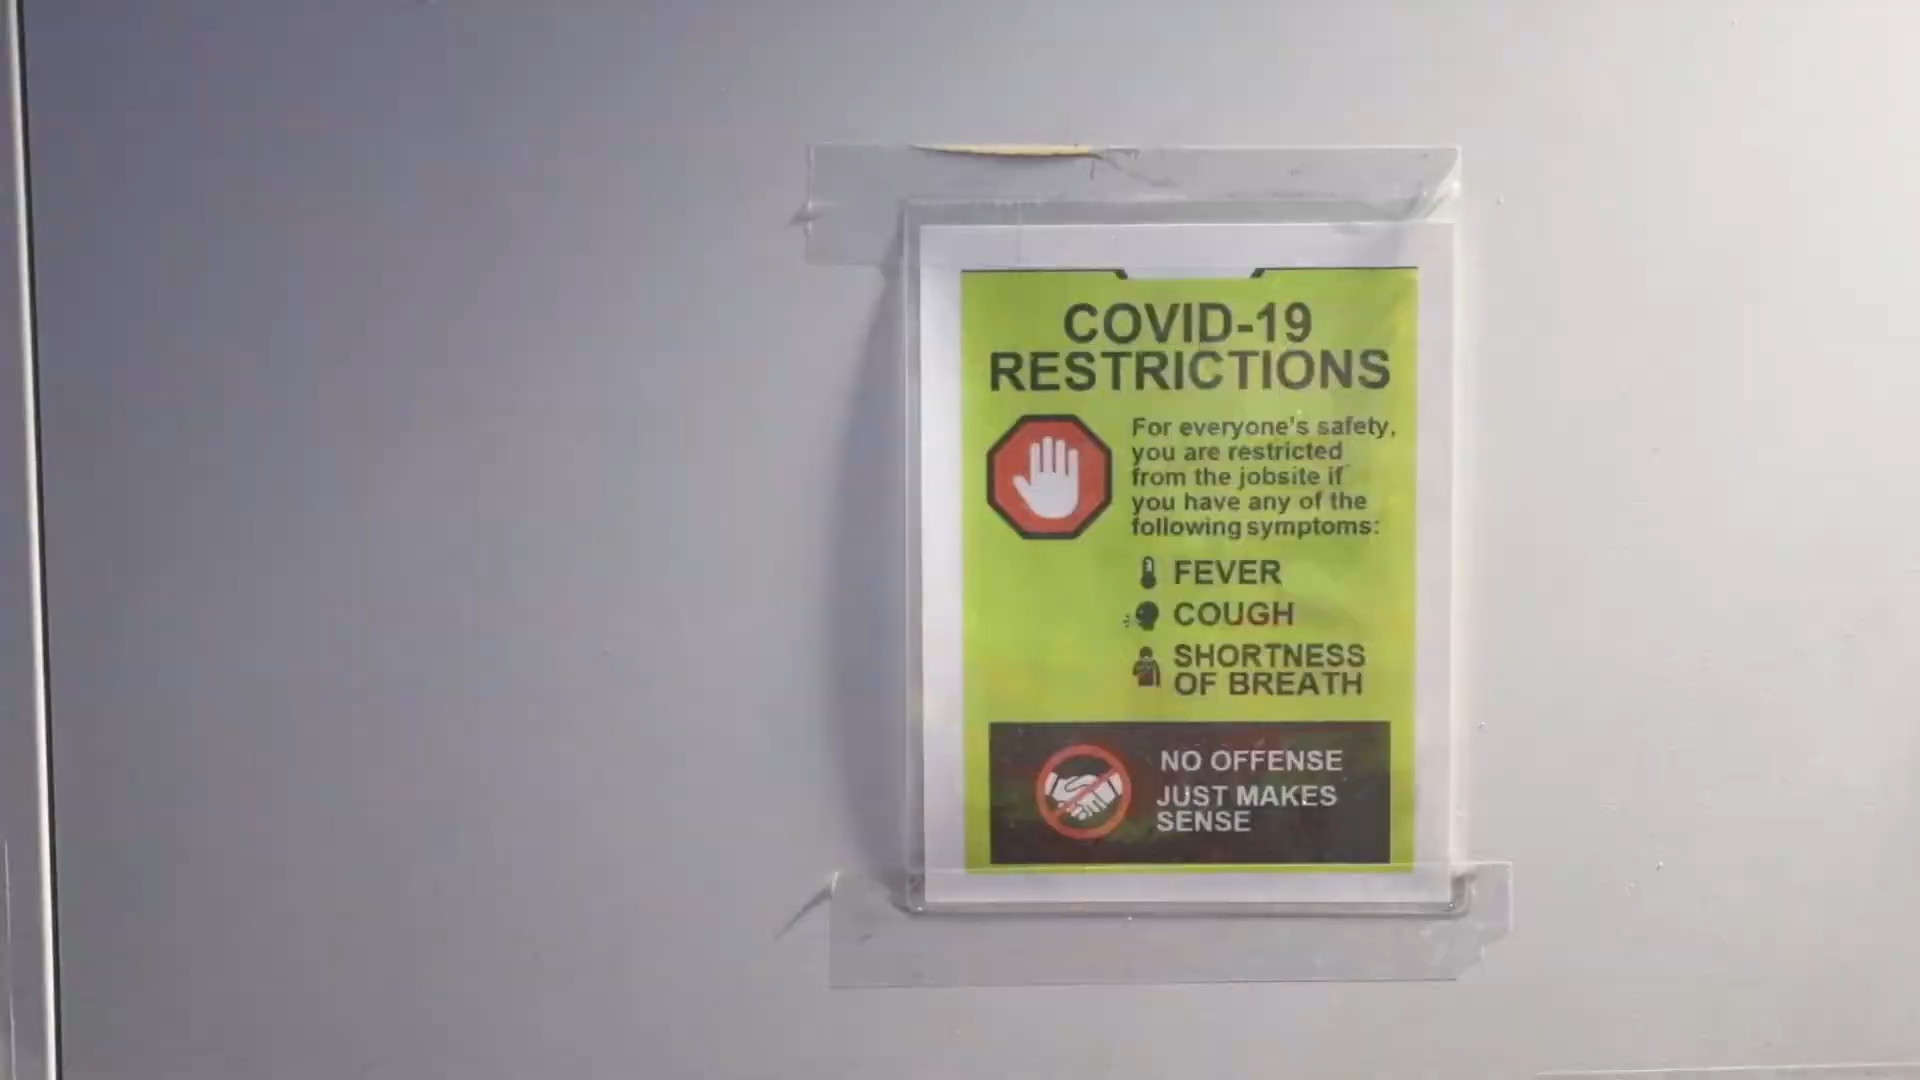 COVID-19
RESTRICTIONS
For everyone's safety,
you are restricted
from the jobsite if
you have any of the
following symptoms:
FEVER
COUGH
SHORTNESS
OF BREATH
NO OFFENSE
JUST MAKES
SENSE